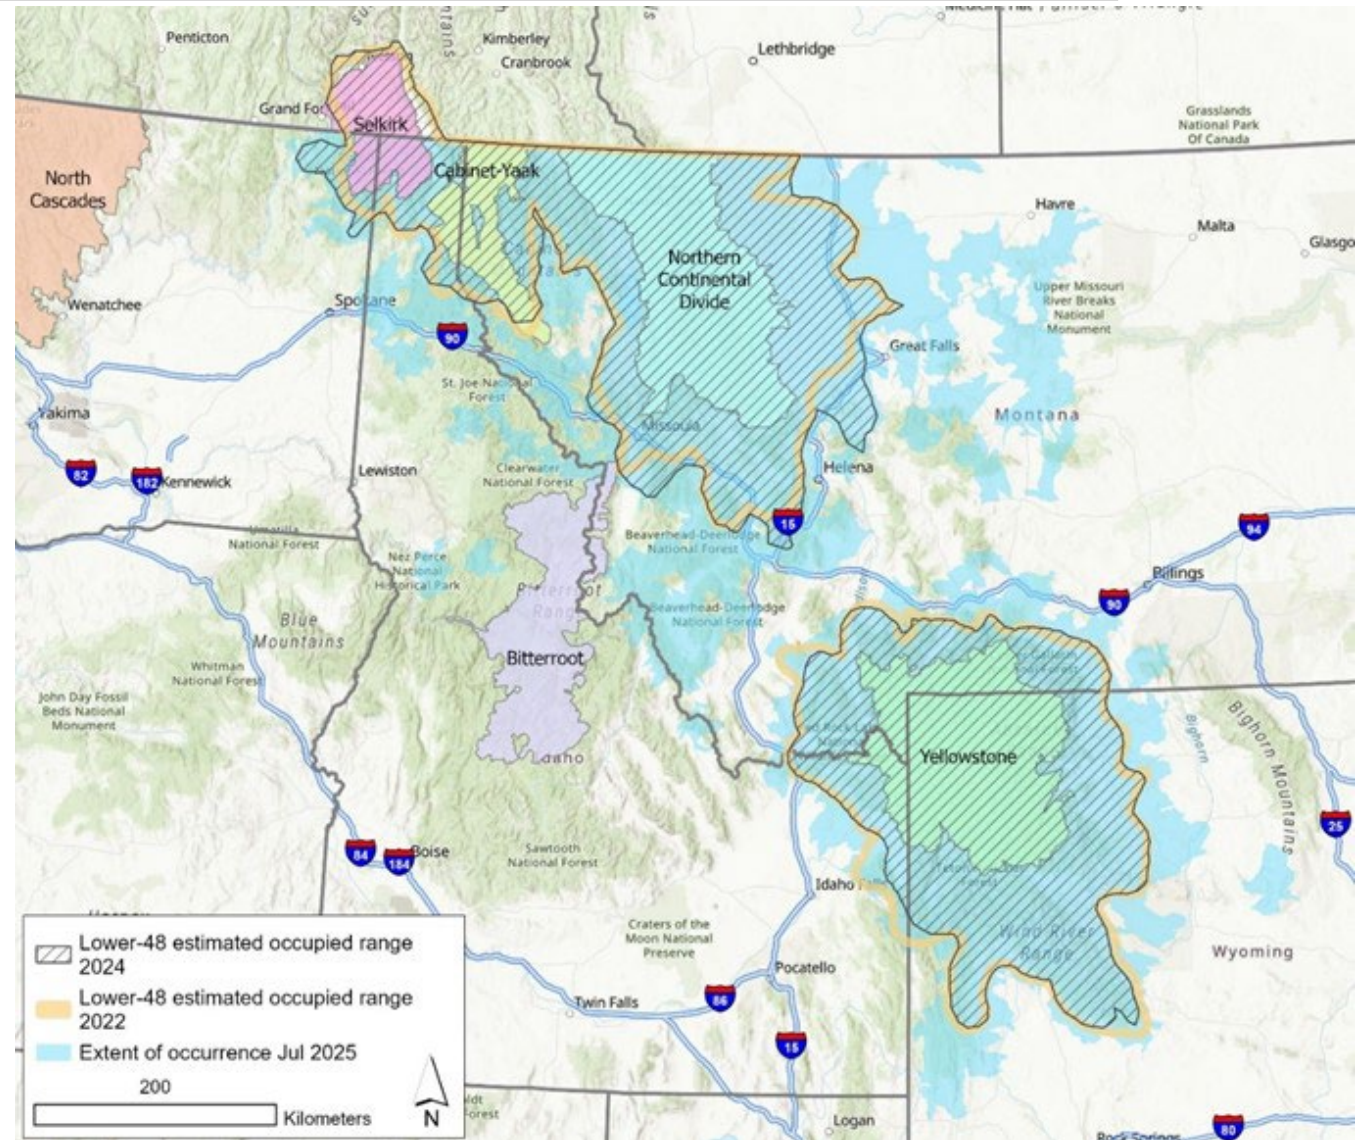 Penticton
Kimberley
Cranbrook
Lethbridge
Grand For
Selkirk
Grasslands
National Park
Of Canada
North
Cascades
Cabinet-Yaak
Havre
Malta
Glasgo
Northern
Continental
Divide
Upper Missouri
River Breaks
National
Monument
Wenatchee
Spokane
90
Great Falls
St. Joe National
Forest
Yakima
Missoula
Montana
82
182
Kennewick
Lewiston
Clearwater
National Forest
Helena
15
94
Umatilla
National Forest
Beaverhead-Deerlodge
National Forest
Nez Perce
National
Historical Park
Bitterroot
Range
Billings
90
Blue
Mountains
Beaverhead-Deerlodge
National Forest
Whitman
National Forest
Bitterroot
John Day Fossil
Beds National
Monument
Idaho
Yellowstone
Bighorn
Bighorn Mountains
25
84
184
Boise
Sawtooth
National Forest
Idaho Falls
Craters of the
Moon National
Preserve
Wind River
Range
Wyoming
Pocatello
86
Twin Falls
15
Logan
80
Rock Springs
Lower-48 estimated occupied range
2024
Lower-48 estimated occupied range
2022
Extent of occurrence Jul 2025
200
Kilometers
N